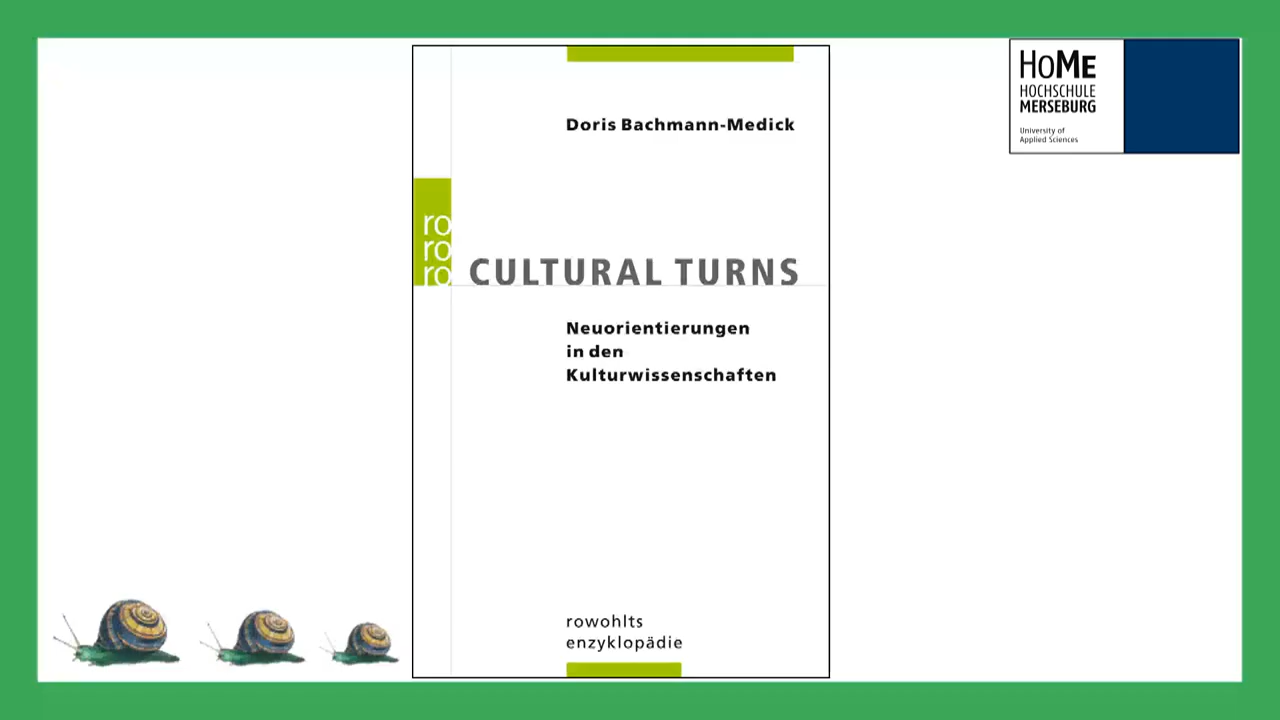 Doris Bachmann-Medick
ro
ro
ro
CULTURAL TURNS
Neuorientierungen
in den
Kulturwissenschaften
rowohlts
enzyklopädie
HoMe
HOCHSCHULE
MERSEBURG
University of
Applied Sciences